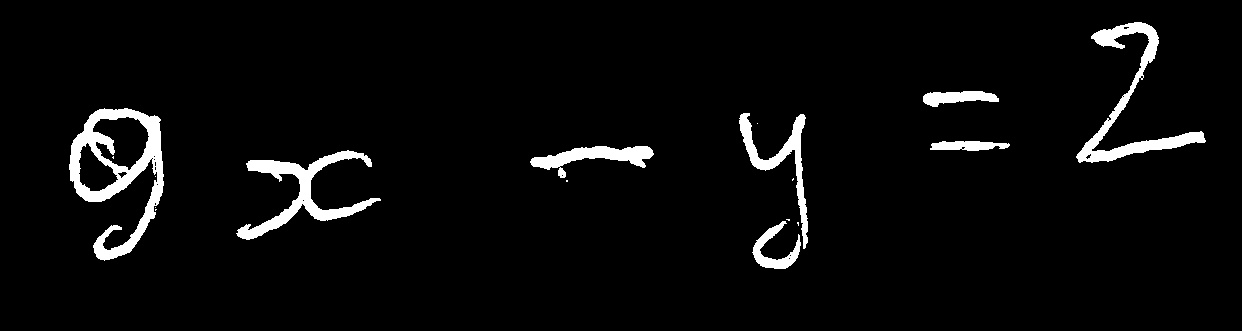 9x - y = 2